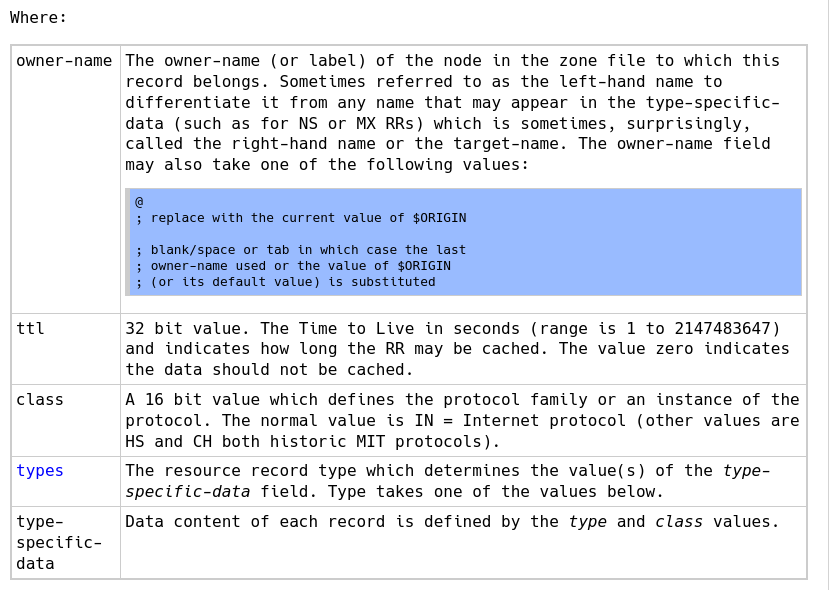 Where:
owner-name
The owner-name (or label) of the node in the zone file to which this
record belongs. Sometimes referred to as the left-hand name to
differentiate it from any name that may appear in the type-specific-
data (such as for NS or MX RRs) which is sometimes, surprisingly,
called the right-hand name or the target-name. The owner-name field
may also take one of the following values:
@
; replace with the current value of $ORIGIN
; blank/space or tab in which case the last
; owner-name used or the value of $ORIGIN
; (or its default value) is substituted
ttl
32 bit value. The Time to Live in seconds (range is 1 to 2147483647)
and indicates how long the RR may be cached. The value zero indicates
the data should not be cached.
class
A 16 bit value which defines the protocol family or an instance of the
protocol. The normal value is IN = Internet protocol (other values are
HS and CH both historic MIT protocols).
types
The resource record type which determines the value(s) of the type-
specific-data field. Type takes one of the values below.
type-
specific-
data
Data content of each record is defined by the type and class values.